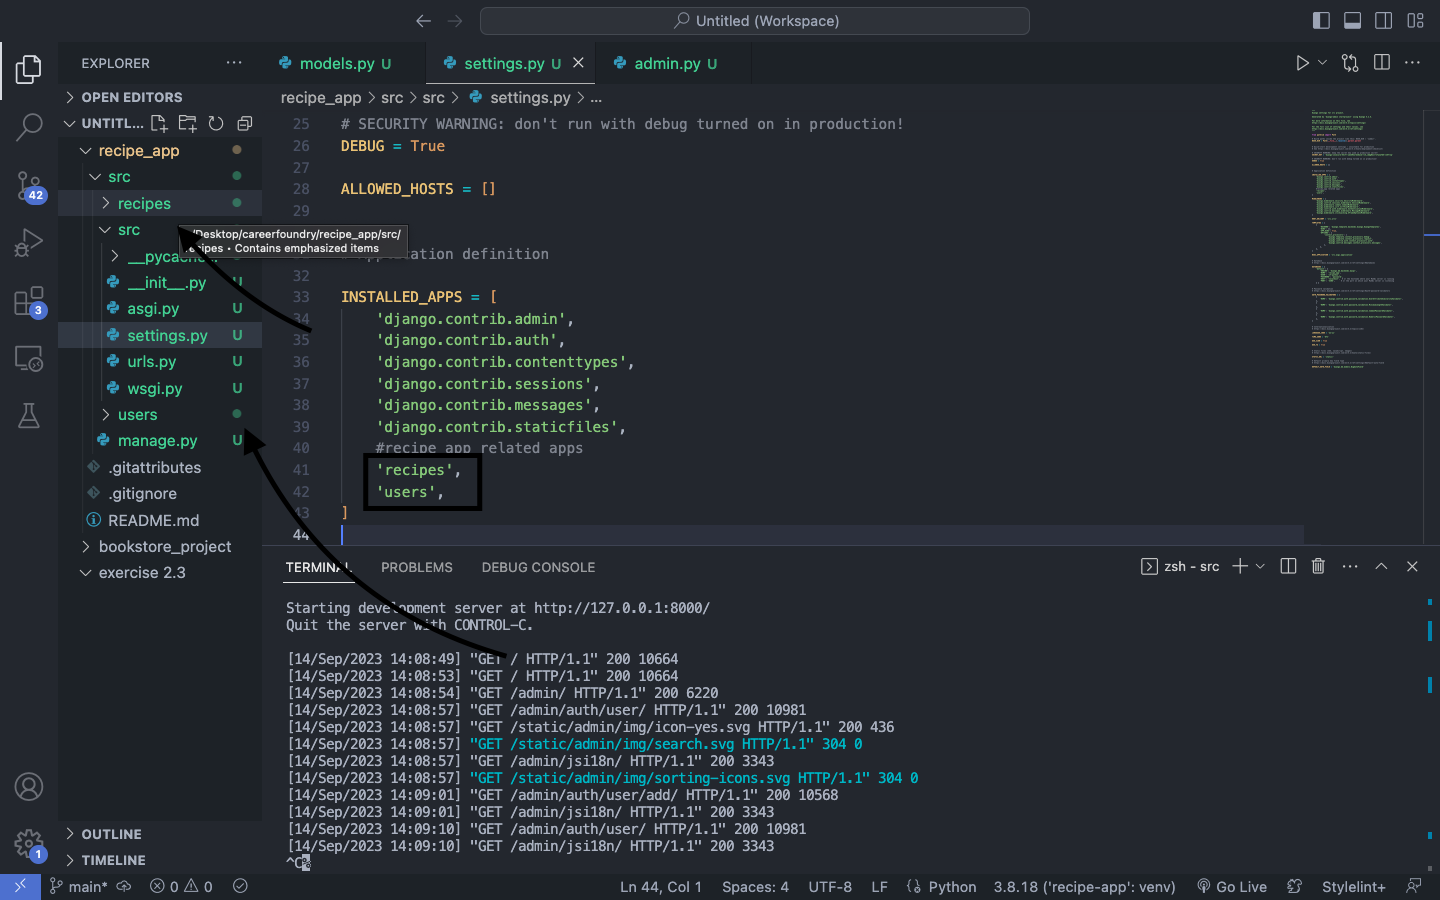 Untitled (Workspace)
EXPLORER
models.py U
settings.py U
admin.py U
OPEN EDITORS
UNTITL...
recipe_app
src
recipes
src
/Desktop/careerfoundry/recipe_app/src/
recipes • Contains emphasized items
__pycache...
__init__.py U
asgi.py U
settings.py U
urls.py U
wsgi.py U
users
manage.py U
.gitattributes
.gitignore
README.md
bookstore_project
exercise 2.3
OUTLINE
TIMELINE
42
3
1
recipe_app > src > src > settings.py > ...
25 # SECURITY WARNING: don't run with debug turned on in production!
26 DEBUG = True
27
28 ALLOWED_HOSTS = []
29
Application definition
32
33 INSTALLED_APPS = [
34 'django.contrib.admin',
35 'django.contrib.auth',
36 'django.contrib.contenttypes',
37 'django.contrib.sessions',
38 'django.contrib.messages',
39 'django.contrib.staticfiles',
40 #recipe app related apps
41 'recipes',
42 'users',
43 ]
44
TERMINAL PROBLEMS DEBUG CONSOLE
zsh - src
Starting development server at http://127.0.0.1:8000/
Quit the server with CONTROL-C.
[14/Sep/2023 14:08:49] "GET / HTTP/1.1" 200 10664
[14/Sep/2023 14:08:53] "GET / HTTP/1.1" 200 10664
[14/Sep/2023 14:08:54] "GET /admin/ HTTP/1.1" 200 6220
[14/Sep/2023 14:08:57] "GET /admin/auth/user/ HTTP/1.1" 200 10981
[14/Sep/2023 14:08:57] "GET /static/admin/img/icon-yes.svg HTTP/1.1" 200 436
[14/Sep/2023 14:08:57] "GET /static/admin/img/search.svg HTTP/1.1" 304 0
[14/Sep/2023 14:08:57] "GET /admin/jsi18n/ HTTP/1.1" 200 3343
[14/Sep/2023 14:08:57] "GET /static/admin/img/sorting-icons.svg HTTP/1.1" 304 0
[14/Sep/2023 14:09:01] "GET /admin/auth/user/add/ HTTP/1.1" 200 10568
[14/Sep/2023 14:09:01] "GET /admin/jsi18n/ HTTP/1.1" 200 3343
[14/Sep/2023 14:09:10] "GET /admin/auth/user/ HTTP/1.1" 200 10981
[14/Sep/2023 14:09:10] "GET /admin/jsi18n/ HTTP/1.1" 200 3343
^C%
main* 0 0 Ln 44, Col 1 Spaces: 4 UTF-8 LF Python 3.8.18 ('recipe-app': venv) Go Live Stylelint+